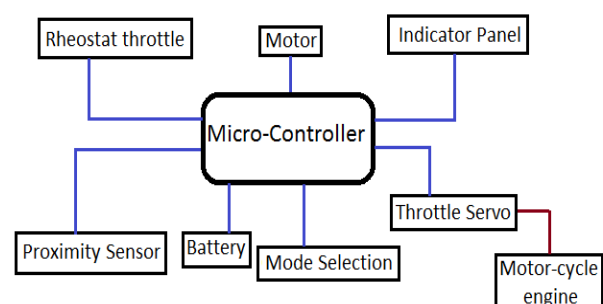 Rheostat throttle
Motor
Indicator Panel
Micro-Controller
Throttle Servo
Proximity Sensor
Battery
Mode Selection
Motor-cycle
engine